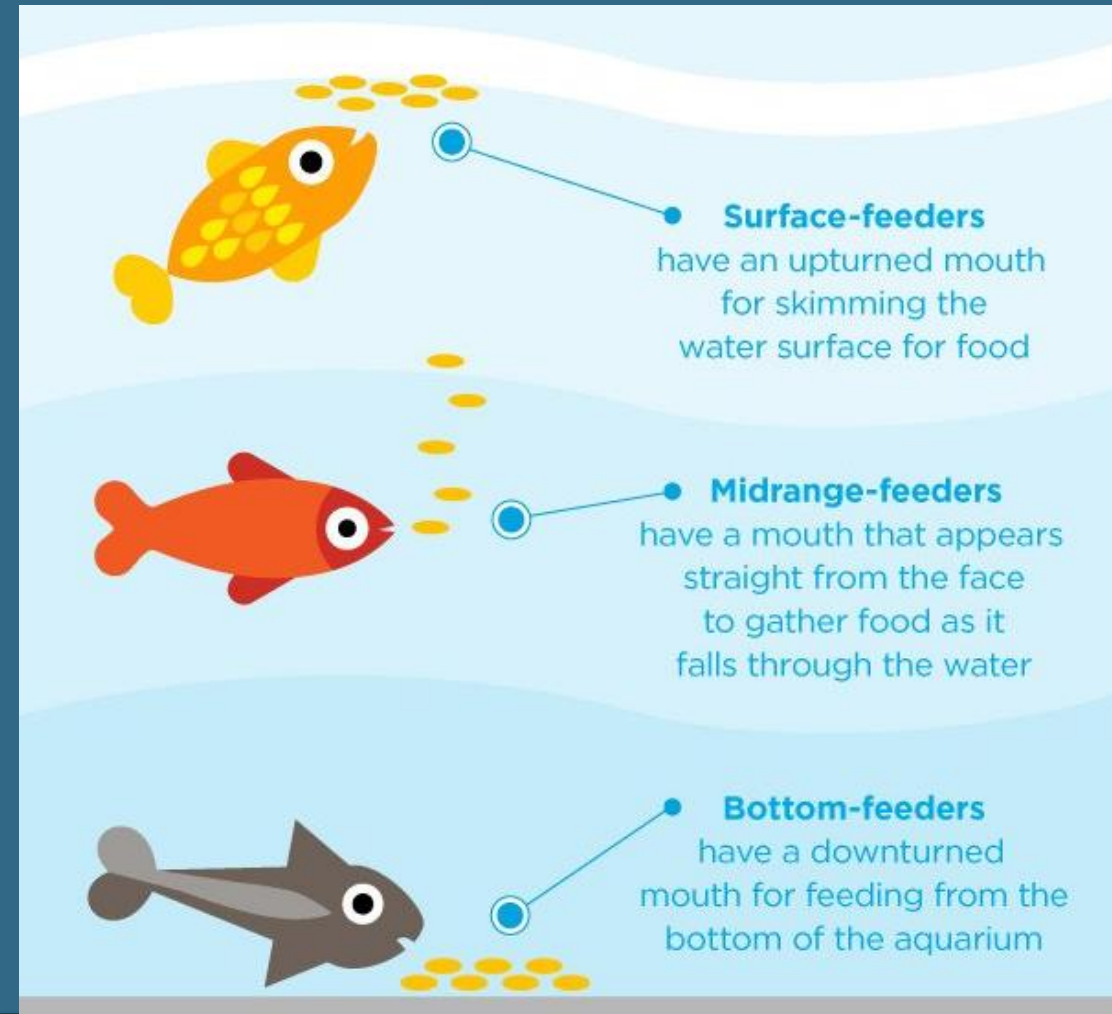 Surface-feeders
have an upturned mouth
for skimming the
water surface for food
Midrange-feeders
have a mouth that appears
straight from the face
to gather food as it
falls through the water
Bottom-feeders
have a downturned
mouth for feeding from the
bottom of the aquarium